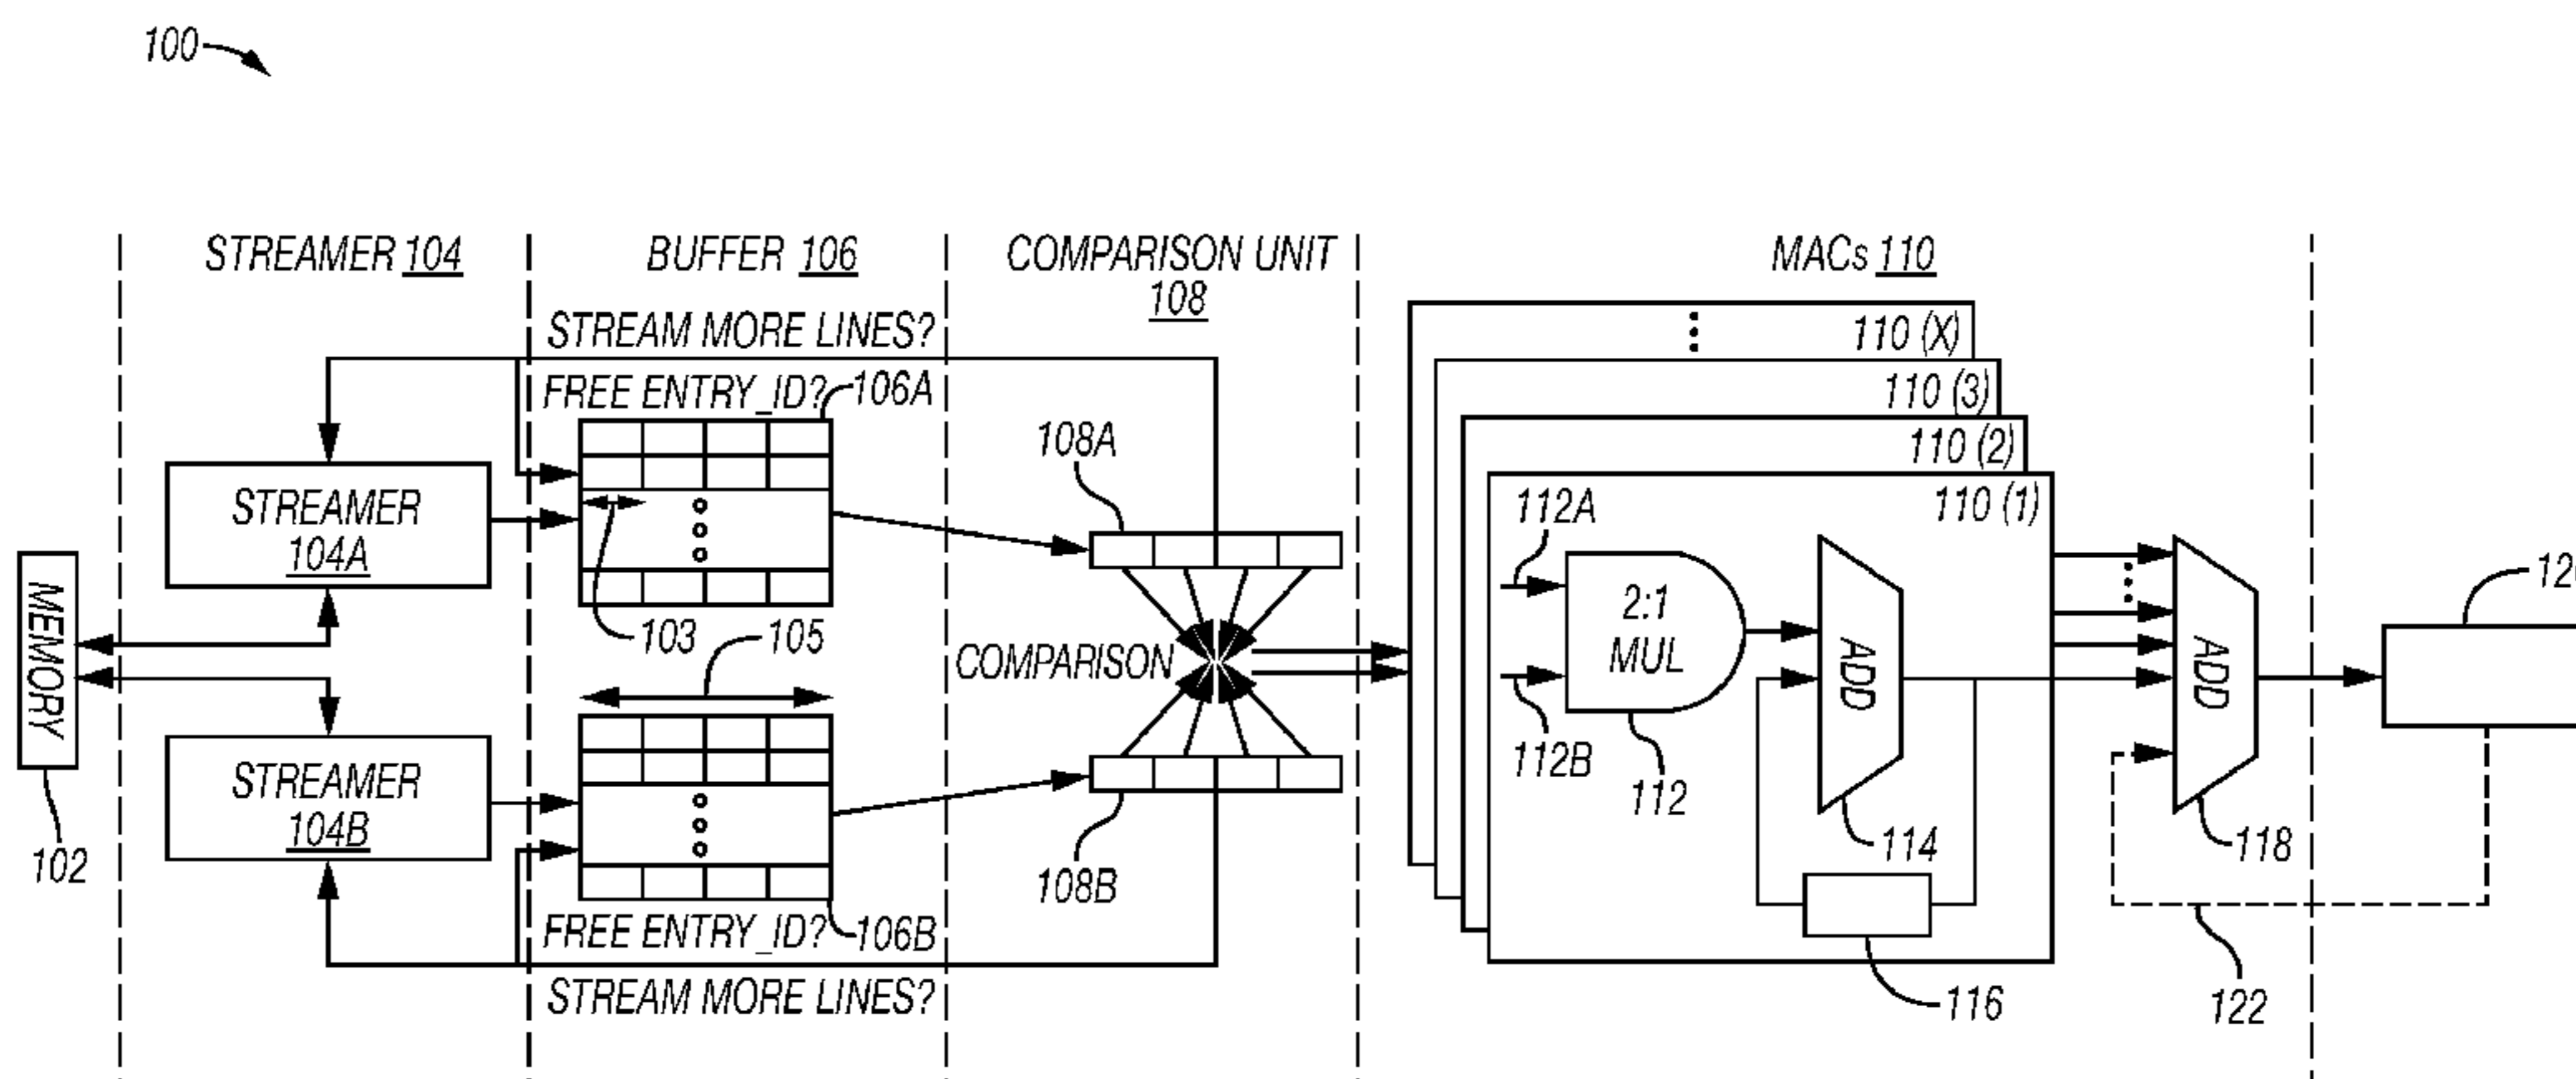 100
STREAMER 104
BUFFER 106
COMPARISON UNIT
108
MACs 110
STREAM MORE LINES?
FREE ENTRY_ID?
106A
108A
110 (X)
110 (3)
110 (2)
110 (1)
STREAMER
104A
MEMORY
102
103
105
COMPARISON
112A
2:1
MUL
112B
112
ADD
114
116
ADD
118
122
STREAMER
104B
108B
FREE ENTRY_ID?
106B
STREAM MORE LINES?